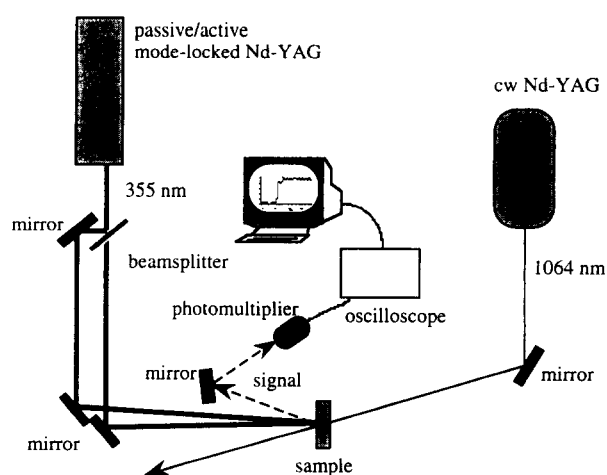 passive/active
mode-locked Nd-YAG
cw Nd-YAG
355 nm
mirror
beamsplitter
1064 nm
photomultiplier
oscilloscope
mirror
signal
mirror
mirror
sample